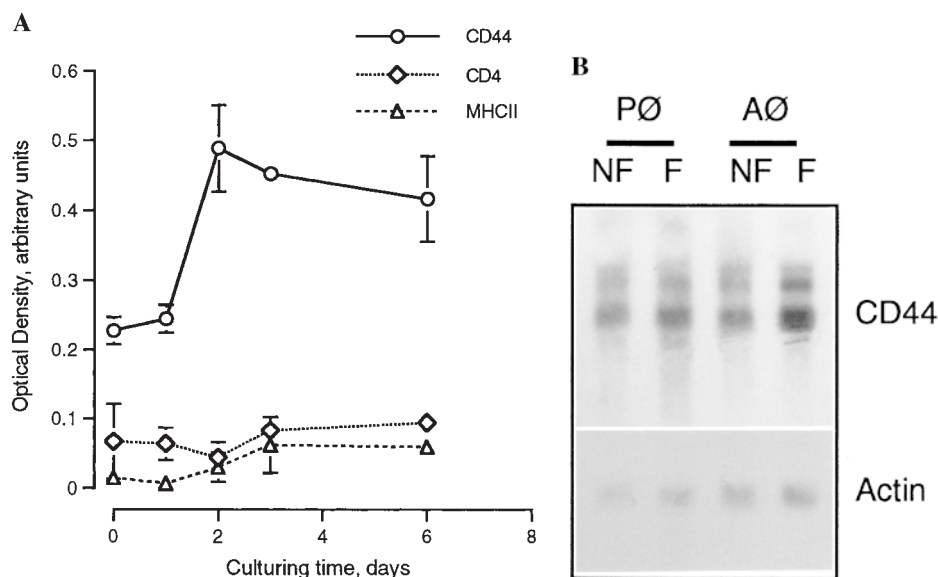 A
CD44
CD4
MHCII
0.6
0.5
0.4
0.3
0.2
0.1
0
Optical Density, arbitrary units
0 2 4 6 8
Culturing time, days
B
PØ AØ
NF F NF F
CD44
Actin